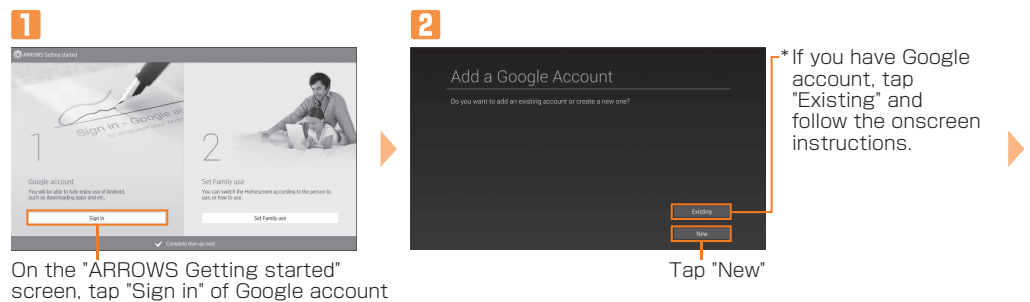 1
ARROWS Getting started
Sign in - Google ac
to empower your Andro
1
Google account
You will be able to fully enjoy use of Android,
such as downloading apps and etc.
Sign in
2
Set Family use
You can switch the Homescreen according to the person to
use, or how to use.
Set Family use
Complete then go next
On the "ARROWS Getting started"
screen, tap "Sign in" of Google account
2
Add a Google Account
Do you want to add an existing account or create a new one?
Existing
New
Tap "New"
*If you have Google
account, tap
"Existing" and
follow the onscreen
instructions.